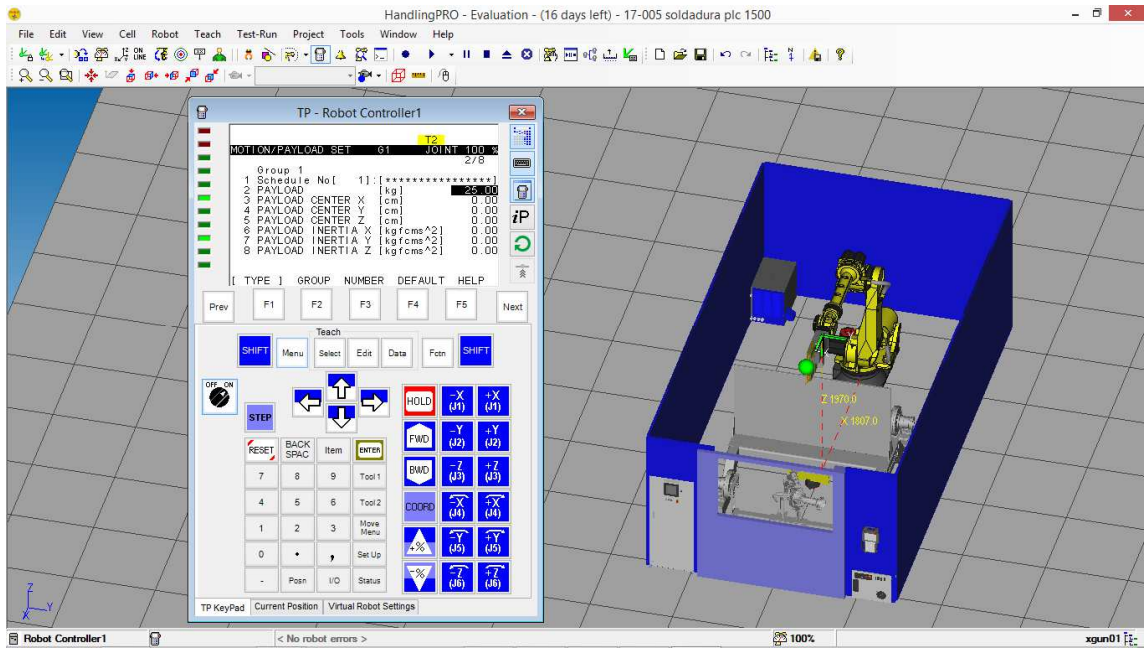 HandlingPRO - Evaluation - (16 days left) - 17-005 soldadura plc 1500
File Edit View Cell Robot Teach Test-Run Project Tools Window Help
TP - Robot Controller1
T2
MOTION/PAYLOAD SET G1 JOINT 100 %
2/8
Group 1
1 Schedule No[ 1]:[****************]
2 PAYLOAD [kg] 25.00
3 PAYLOAD CENTER X [cm] 0.00
4 PAYLOAD CENTER Y [cm] 0.00
5 PAYLOAD CENTER Z [cm] 0.00
6 PAYLOAD INERTIA X [kgfcms^2] 0.00
7 PAYLOAD INERTIA Y [kgfcms^2] 0.00
8 PAYLOAD INERTIA Z [kgfcms^2] 0.00
[ TYPE ] GROUP NUMBER DEFAULT HELP
iP
Prev F1 F2 F3 F4 F5 Next
Teach
SHIFT Menu Select Edit Data Fctn SHIFT
OFF ON
STEP
HOLD -X (J1) +X (J1)
FWD -Y (J2) +Y (J2)
BWD -Z (J3) +Z (J3)
COORD -X (J4) +X (J4)
+% -Y (J5) +Y (J5)
-% -Z (J6) +Z (J6)
RESET BACK SPAC Item ENTER
7 8 9 Tool 1
4 5 6 Tool 2
1 2 3 Move Menu
0 . , Set Up
- Posn I/O Status
TP KeyPad Current Position Virtual Robot Settings
Z 1970.0
X 1807.0
Z
Y
X
Robot Controller1 < No robot errors > 100% xgun01